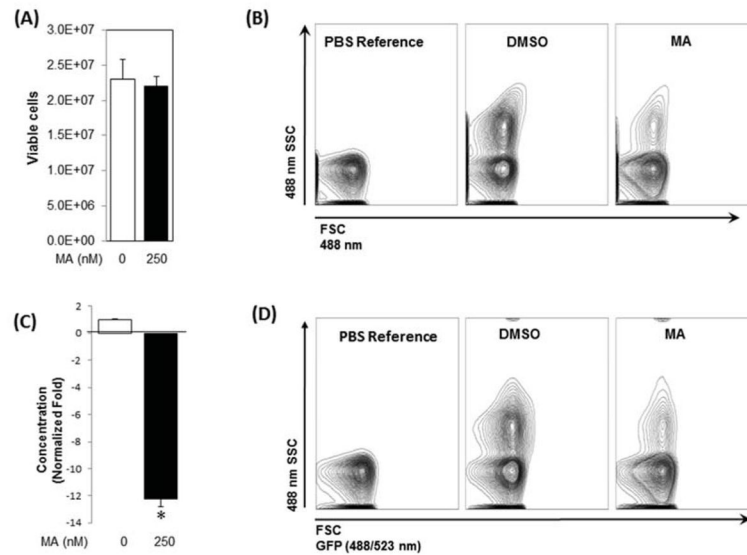 (A)
Viable cells
3.0E+07
2.5E+07
2.0E+07
1.5E+07
1.0E+07
5.0E+06
0.0E+00
MA (nM) 0 250
(B)
PBS Reference DMSO MA
488 nm SSC
FSC
488 nm
(C)
Concentration
(Normalized Fold)
2
0
-2
-4
-6
-8
-10
-12
-14
*
MA (nM) 0 250
(D)
PBS Reference DMSO MA
488 nm SSC
FSC
GFP (488/523 nm)